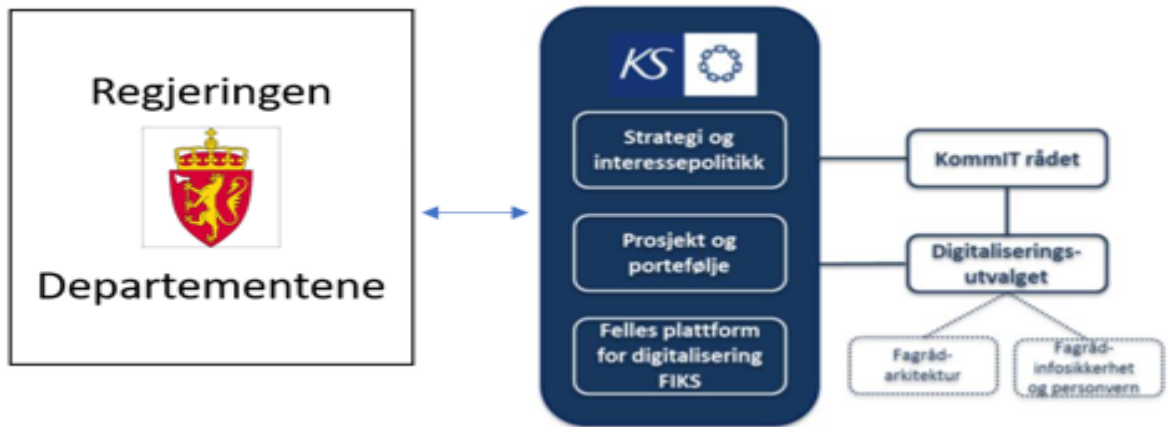 Regjeringen
Departementene
KS
Strategi og
interessepolitikk
Prosjekt og
portefølje
Felles plattform
for digitalisering
FIKS
KommIT rådet
Digitaliserings-
utvalget
Fagråd-
arkitektur
Fagråd-
infosikkerhet
og personvern